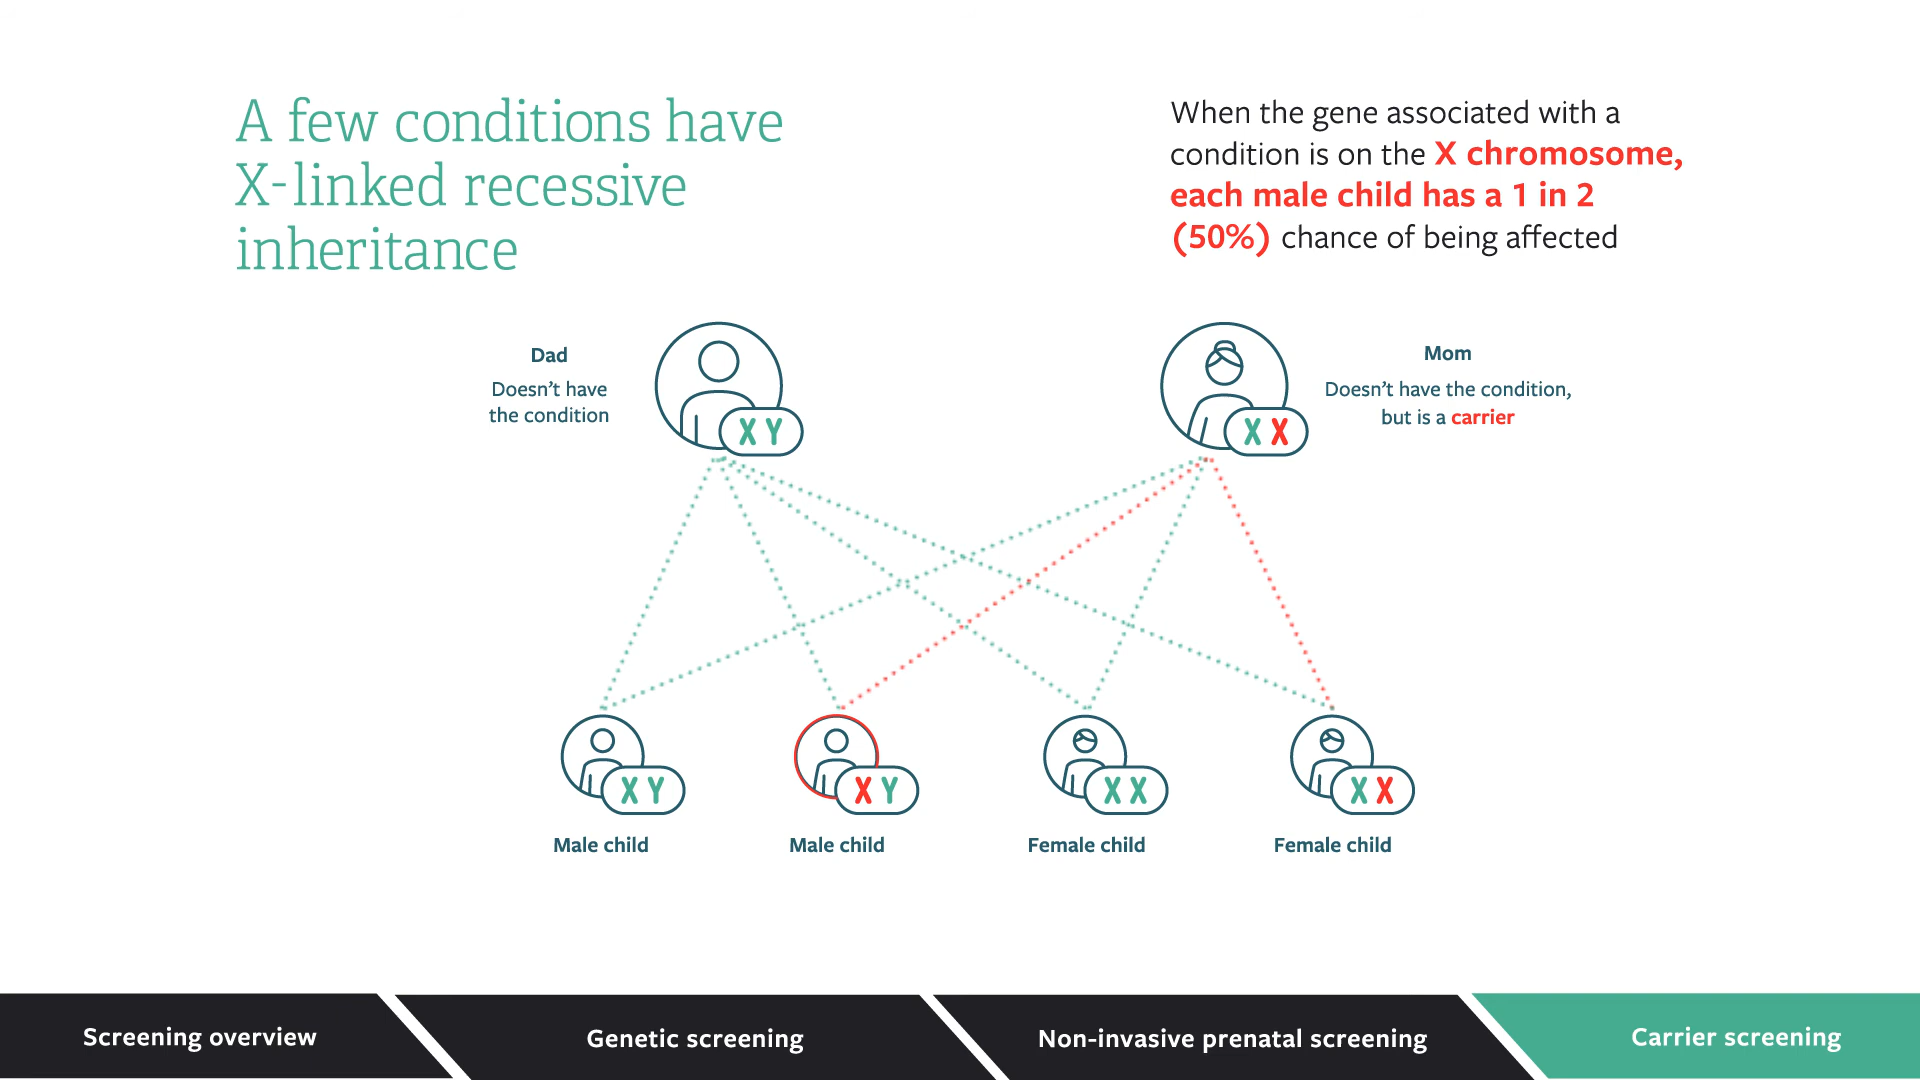 A few conditions have
X-linked recessive
inheritance
When the gene associated with a
condition is on the X chromosome,
each male child has a 1 in 2
(50%) chance of being affected
Dad
Doesn't have
the condition
X Y
Mom
Doesn't have the condition,
but is a carrier
X X
X Y
Male child
X Y
Male child
X X
Female child
X X
Female child
Screening overview
Genetic screening
Non-invasive prenatal screening
Carrier screening